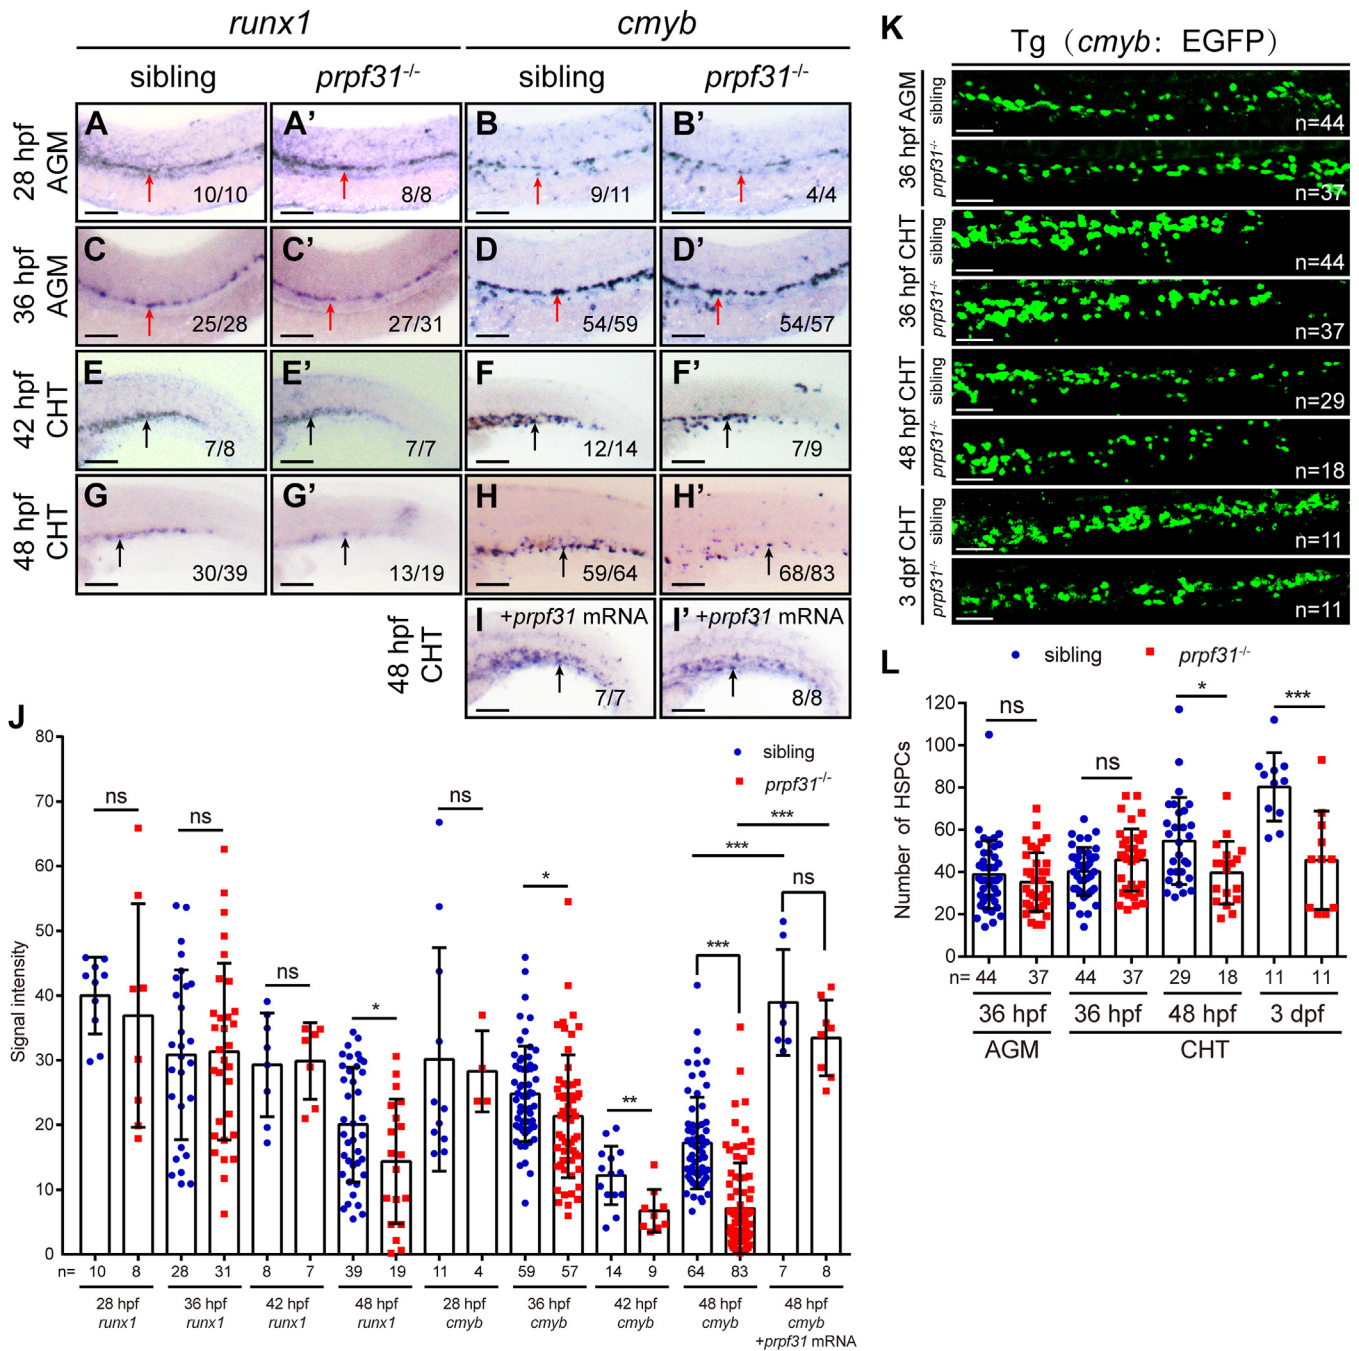 runx1 cmyb
sibling prpf31-/- sibling prpf31-/-
28 hpf
AGM
A 10/10
A' 8/8
B 9/11
B' 4/4
36 hpf
AGM
C 25/28
C' 27/31
D 54/59
D' 54/57
42 hpf
CHT
E 7/8
E' 7/7
F 12/14
F' 7/9
48 hpf
CHT
G 30/39
G' 13/19
H 59/64
H' 68/83
48 hpf
CHT
I +prpf31 mRNA
7/7
I' +prpf31 mRNA
8/8
K
Tg (cmyb: EGFP)
36 hpf AGM
sibling n=44
prpf31-/- n=37
36 hpf CHT
sibling n=44
prpf31-/- n=37
48 hpf CHT
sibling n=29
prpf31-/- n=18
3 dpf CHT
sibling n=11
prpf31-/- n=11
J
sibling
prpf31-/-
Signal intensity
80
70
60
50
40
30
20
10
0
ns ns ns * ns * ** *** *** *** ns
n= 10 8 28 31 8 7 39 19 11 4 59 57 14 9 64 83 7 8
28 hpf 36 hpf 42 hpf 48 hpf 28 hpf 36 hpf 42 hpf 48 hpf 48 hpf
runx1 runx1 runx1 runx1 cmyb cmyb cmyb cmyb cmyb
+prpf31 mRNA
L
sibling prpf31-/-
Number of HSPCs
120
100
80
60
40
20
0
ns ns * ***
n= 44 37 44 37 29 18 11 11
36 hpf 36 hpf 48 hpf 3 dpf
AGM CHT